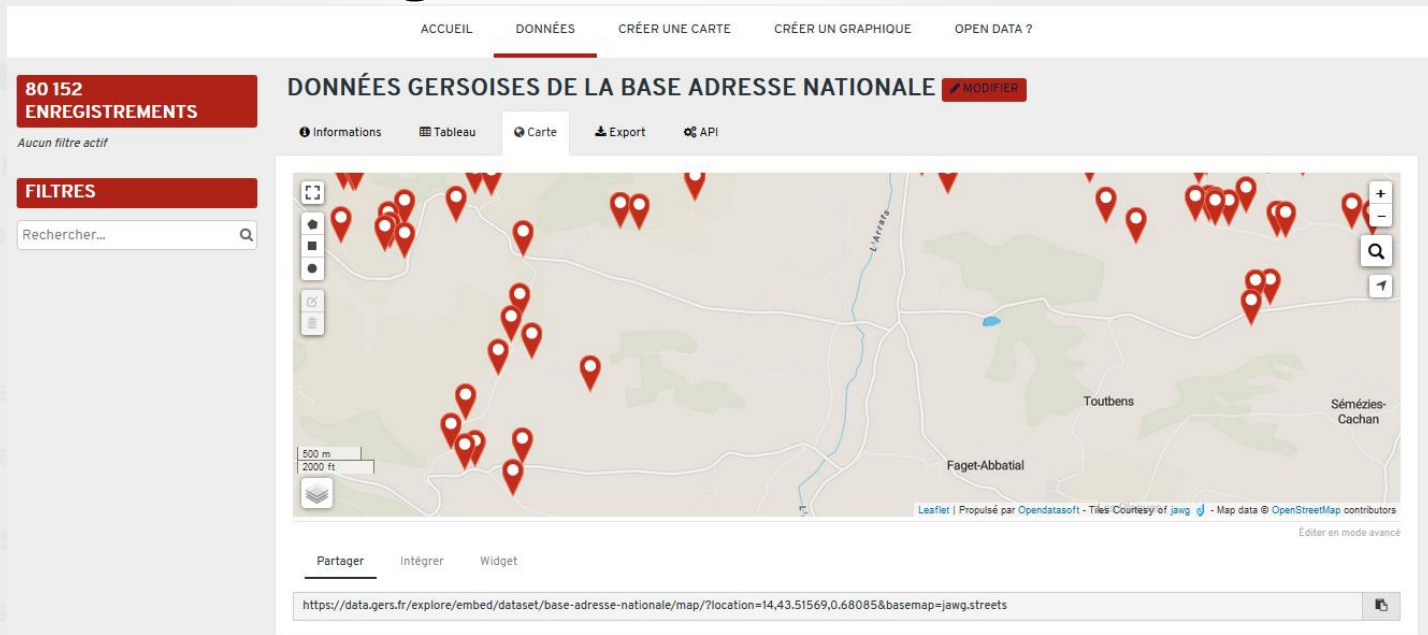 ACCUEIL DONNÉES CRÉER UNE CARTE CRÉER UN GRAPHIQUE OPEN DATA ?
80 152
ENREGISTREMENTS
Aucun filtre actif
FILTRES
Rechercher...
DONNÉES GERSOISES DE LA BASE ADRESSE NATIONALE MODIFIER
Informations Tableau Carte Export API
+
−
L'Arrats
Toutbens
Sémézies-
Cachan
Faget-Abbatial
500 m
2000 ft
Leaflet | Propulsé par Opendatasoft - Tiles Courtesy of jawg - Map data © OpenStreetMap contributors
Éditer en mode avancé
Partager Intégrer Widget
https://data.gers.fr/explore/embed/dataset/base-adresse-nationale/map/?location=14,43.51569,0.68085&basemap=jawg.streets